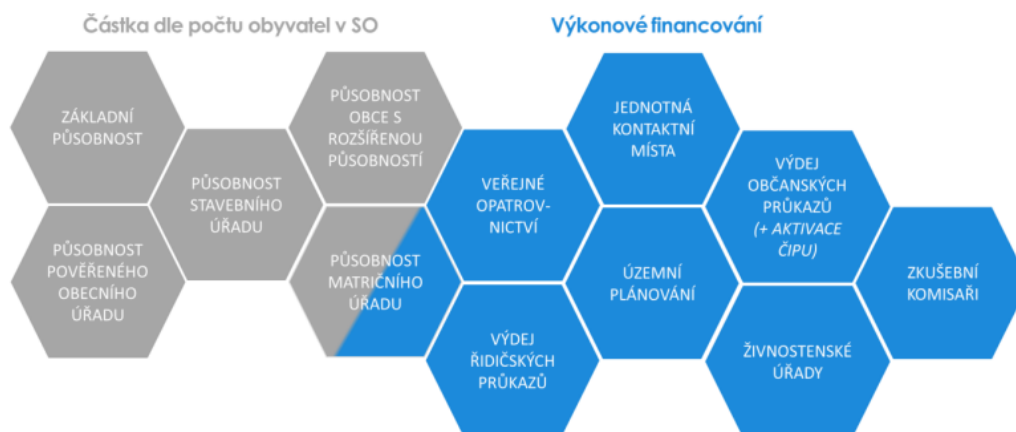 Částka dle počtu obyvatel v SO
Výkonové financování
ZÁKLADNÍ
PŮSOBNOST
PŮSOBNOST
POVĚŘENÉHO
OBECNÍHO
ÚŘADU
PŮSOBNOST
STAVEBNÍHO
ÚŘADU
PŮSOBNOST
OBCE S
ROZŠÍŘENOU
PŮSOBNOSTÍ
PŮSOBNOST
MATRIČNÍHO
ÚŘADU
VEŘEJNÉ
OPATROV-
NICTVÍ
VÝDEJ
ŘIDIČSKÝCH
PRŮKAZŮ
JEDNOTNÁ
KONTAKTNÍ
MÍSTA
ÚZEMNÍ
PLÁNOVÁNÍ
VÝDEJ
OBČANSKÝCH
PRŮKAZŮ
(+ AKTIVACE
ČIPU)
ŽIVNOSTENSKÉ
ÚŘADY
ZKUŠEBNÍ
KOMISAŘI